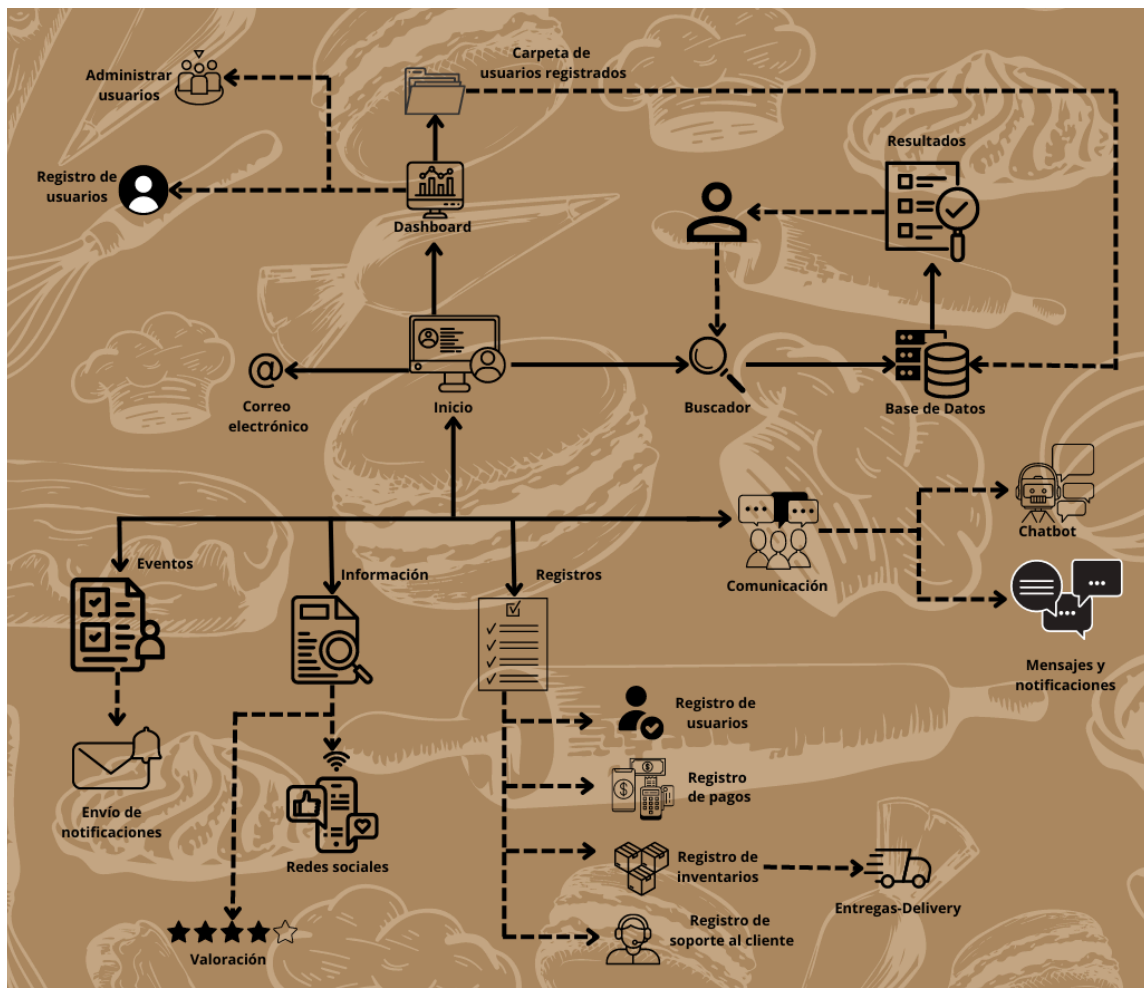 Carpeta de
usuarios registrados
Administrar
usuarios
Resultados
Registro de
usuarios
Dashboard
@
Correo
electrónico
Inicio
Buscador
Base de Datos
Eventos
Información
Registros
Comunicación
Chatbot
Mensajes y
notificaciones
Registro de
usuarios
Registro
de pagos
Envío de
notificaciones
Redes sociales
Registro de
inventarios
Entregas-Delivery
Registro de
soporte al cliente
Valoración